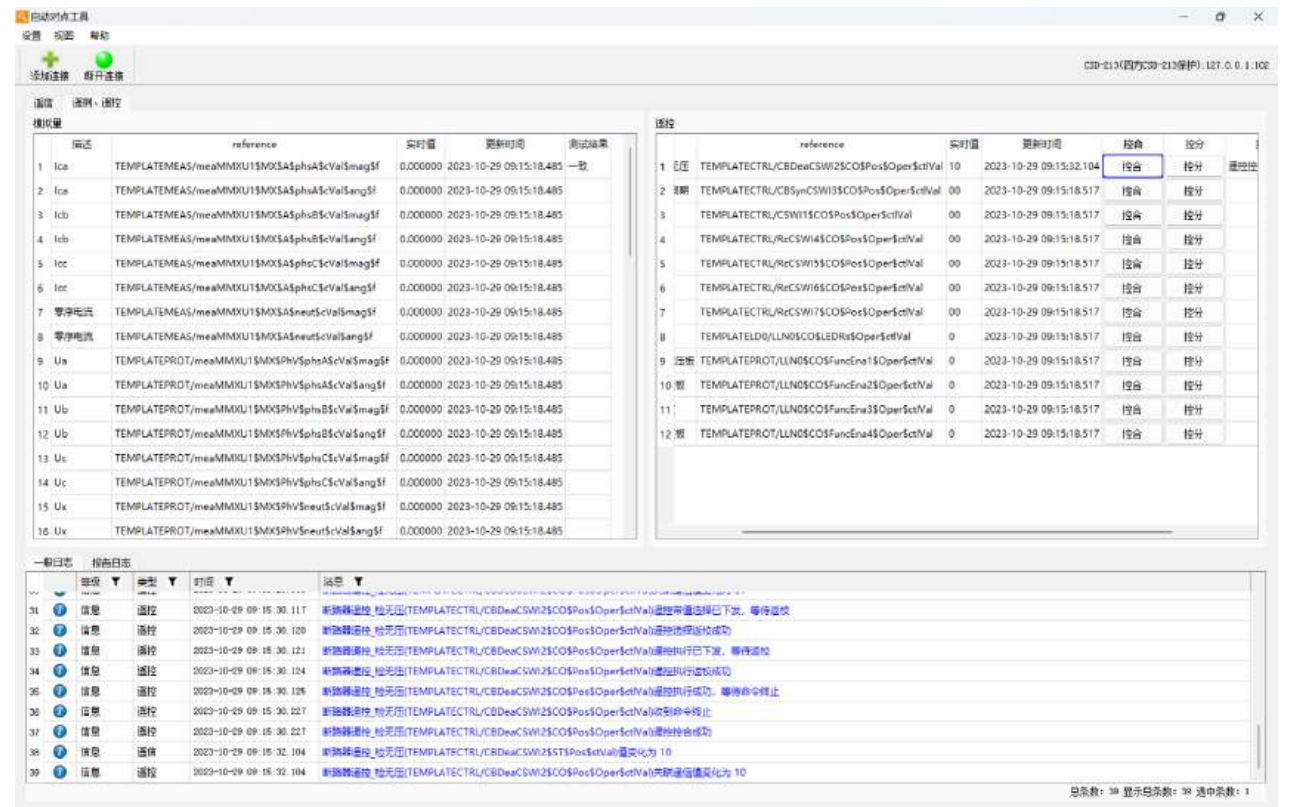 自动对点工具
设置 视图 帮助
添加连接 断开连接
CSD-213(四方CSD-213保护):127.0.0.1:102
遥信 遥测、遥控
模拟量
描述 reference 实时值 更新时间 测试结果
1 Ica TEMPLATEMEAS/meaMMXU1$MX$A$phsA$cVal$mag$f 0.000000 2023-10-29 09:15:18.485 一致
2 Ica TEMPLATEMEAS/meaMMXU1$MX$A$phsA$cVal$ang$f 0.000000 2023-10-29 09:15:18.485
3 Icb TEMPLATEMEAS/meaMMXU1$MX$A$phsB$cVal$mag$f 0.000000 2023-10-29 09:15:18.485
4 Icb TEMPLATEMEAS/meaMMXU1$MX$A$phsB$cVal$ang$f 0.000000 2023-10-29 09:15:18.485
5 Icc TEMPLATEMEAS/meaMMXU1$MX$A$phsC$cVal$mag$f 0.000000 2023-10-29 09:15:18.485
6 Icc TEMPLATEMEAS/meaMMXU1$MX$A$phsC$cVal$ang$f 0.000000 2023-10-29 09:15:18.485
7 零序电流 TEMPLATEMEAS/meaMMXU1$MX$A$neut$cVal$mag$f 0.000000 2023-10-29 09:15:18.485
8 零序电流 TEMPLATEMEAS/meaMMXU1$MX$A$neut$cVal$ang$f 0.000000 2023-10-29 09:15:18.485
9 Ua TEMPLATEPROT/meaMMXU1$MX$PhV$phsA$cVal$mag$f 0.000000 2023-10-29 09:15:18.485
10 Ua TEMPLATEPROT/meaMMXU1$MX$PhV$phsA$cVal$ang$f 0.000000 2023-10-29 09:15:18.485
11 Ub TEMPLATEPROT/meaMMXU1$MX$PhV$phsB$cVal$mag$f 0.000000 2023-10-29 09:15:18.485
12 Ub TEMPLATEPROT/meaMMXU1$MX$PhV$phsB$cVal$ang$f 0.000000 2023-10-29 09:15:18.485
13 Uc TEMPLATEPROT/meaMMXU1$MX$PhV$phsC$cVal$mag$f 0.000000 2023-10-29 09:15:18.485
14 Uc TEMPLATEPROT/meaMMXU1$MX$PhV$phsC$cVal$ang$f 0.000000 2023-10-29 09:15:18.485
15 Ux TEMPLATEPROT/meaMMXU1$MX$PhV$neut$cVal$mag$f 0.000000 2023-10-29 09:15:18.485
16 Ux TEMPLATEPROT/meaMMXU1$MX$PhV$neut$cVal$ang$f 0.000000 2023-10-29 09:15:18.485
遥控
reference 实时值 更新时间 控合 控分
1 无压 TEMPLATECTRL/CBDeaCSWI2$CO$Pos$Oper$ctlVal 10 2023-10-29 09:15:32.104 控合 控分 遥控控
2 TEMPLATECTRL/CBSynCSWI3$CO$Pos$Oper$ctlVal 00 2023-10-29 09:15:18.517 控合 控分
3 TEMPLATECTRL/CSWI1$CO$Pos$Oper$ctlVal 00 2023-10-29 09:15:18.517 控合 控分
4 TEMPLATECTRL/RcCSWI4$CO$Pos$Oper$ctlVal 00 2023-10-29 09:15:18.517 控合 控分
5 TEMPLATECTRL/RcCSWI5$CO$Pos$Oper$ctlVal 00 2023-10-29 09:15:18.517 控合 控分
6 TEMPLATECTRL/RcCSWI6$CO$Pos$Oper$ctlVal 00 2023-10-29 09:15:18.517 控合 控分
7 TEMPLATECTRL/RcCSWI7$CO$Pos$Oper$ctlVal 00 2023-10-29 09:15:18.517 控合 控分
8 TEMPLATELD0/LLN0$CO$LEDRs$Oper$ctlVal 0 2023-10-29 09:15:18.517 控合 控分
9 压板 TEMPLATEPROT/LLN0$CO$FuncEna1$Oper$ctlVal 0 2023-10-29 09:15:18.517 控合 控分
10 板 TEMPLATEPROT/LLN0$CO$FuncEna2$Oper$ctlVal 0 2023-10-29 09:15:18.517 控合 控分
11 TEMPLATEPROT/LLN0$CO$FuncEna3$Oper$ctlVal 0 2023-10-29 09:15:18.517 控合 控分
12 板 TEMPLATEPROT/LLN0$CO$FuncEna4$Oper$ctlVal 0 2023-10-29 09:15:18.517 控合 控分
一般日志 报告日志
等级 类型 时间 消息
31 信息 遥控 2023-10-29 09:15:30.117 断路器遥控_检无压(TEMPLATECTRL/CBDeaCSWI2$CO$Pos$Oper$ctlVal)遥控带值选择已下发，等待返校
32 信息 遥控 2023-10-29 09:15:30.120 断路器遥控_检无压(TEMPLATECTRL/CBDeaCSWI2$CO$Pos$Oper$ctlVal)遥控选择返校成功
33 信息 遥控 2023-10-29 09:15:30.121 断路器遥控_检无压(TEMPLATECTRL/CBDeaCSWI2$CO$Pos$Oper$ctlVal)遥控执行已下发，等待返校
34 信息 遥控 2023-10-29 09:15:30.124 断路器遥控_检无压(TEMPLATECTRL/CBDeaCSWI2$CO$Pos$Oper$ctlVal)遥控执行返校成功
35 信息 遥控 2023-10-29 09:15:30.125 断路器遥控_检无压(TEMPLATECTRL/CBDeaCSWI2$CO$Pos$Oper$ctlVal)遥控执行成功，等待命令终止
36 信息 遥控 2023-10-29 09:15:30.227 断路器遥控_检无压(TEMPLATECTRL/CBDeaCSWI2$CO$Pos$Oper$ctlVal)收到命令终止
37 信息 遥控 2023-10-29 09:15:30.227 断路器遥控_检无压(TEMPLATECTRL/CBDeaCSWI2$CO$Pos$Oper$ctlVal)遥控控合成功
38 信息 遥信 2023-10-29 09:15:32.104 断路器遥控_检无压(TEMPLATECTRL/CBDeaCSWI2$ST$Pos$stVal)值变化为 10
39 信息 遥控 2023-10-29 09:15:32.104 断路器遥控_检无压(TEMPLATECTRL/CBDeaCSWI2$CO$Pos$Oper$ctlVal)关联遥信值变化为 10
总条数: 39 显示总条数: 39 选中条数: 1